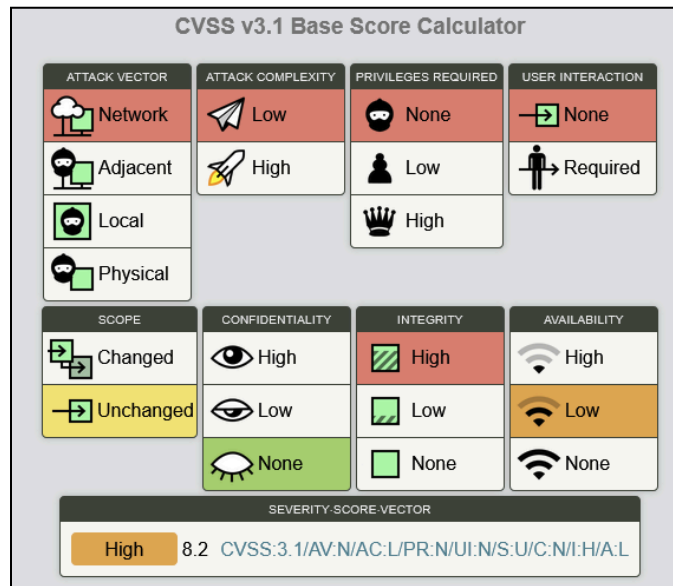 CVSS v3.1 Base Score Calculator
ATTACK VECTOR
Network
Adjacent
Local
Physical
ATTACK COMPLEXITY
Low
High
PRIVILEGES REQUIRED
None
Low
High
USER INTERACTION
None
Required
SCOPE
Changed
Unchanged
CONFIDENTIALITY
High
Low
None
INTEGRITY
High
Low
None
AVAILABILITY
High
Low
None
SEVERITY·SCORE·VECTOR
High 8.2 CVSS:3.1/AV:N/AC:L/PR:N/UI:N/S:U/C:N/I:H/A:L